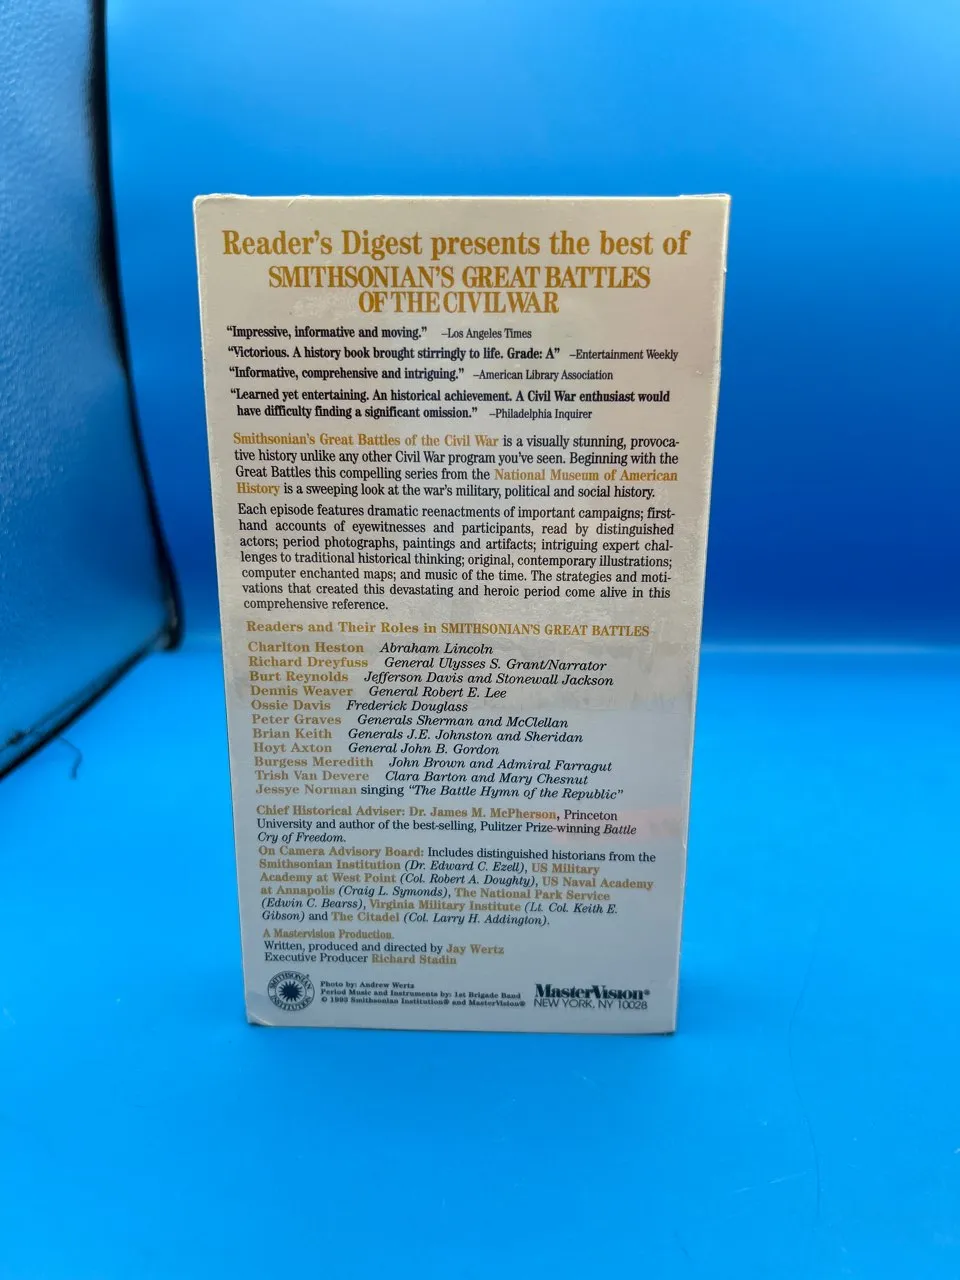 Reader's Digest presents the best of
SMITHSONIAN'S GREAT BATTLES
OF THE CIVIL WAR
“Impressive, informative and moving.” –Los Angeles Times
“Victorious. A history book brought stirringly to life. Grade: A” –Entertainment Weekly
“Informative, comprehensive and intriguing.” –American Library Association
“Learned yet entertaining. An historical achievement. A Civil War enthusiast would
have difficulty finding a significant omission.” –Philadelphia Inquirer
Smithsonian's Great Battles of the Civil War is a visually stunning, provoca-
tive history unlike any other Civil War program you've seen. Beginning with the
Great Battles this compelling series from the National Museum of American
History is a sweeping look at the war's military, political and social history.
Each episode features dramatic reenactments of important campaigns; first-
hand accounts of eyewitnesses and participants, read by distinguished
actors; period photographs, paintings and artifacts; intriguing expert chal-
lenges to traditional historical thinking; original, contemporary illustrations;
computer enchanted maps; and music of the time. The strategies and moti-
vations that created this devastating and heroic period come alive in this
comprehensive reference.
Readers and Their Roles in SMITHSONIAN'S GREAT BATTLES
Charlton Heston Abraham Lincoln
Richard Dreyfuss General Ulysses S. Grant/Narrator
Burt Reynolds Jefferson Davis and Stonewall Jackson
Dennis Weaver General Robert E. Lee
Ossie Davis Frederick Douglass
Peter Graves Generals Sherman and McClellan
Brian Keith Generals J.E. Johnston and Sheridan
Hoyt Axton General John B. Gordon
Burgess Meredith John Brown and Admiral Farragut
Trish Van Devere Clara Barton and Mary Chesnut
Jessye Norman singing “The Battle Hymn of the Republic”
Chief Historical Adviser: Dr. James M. McPherson, Princeton
University and author of the best-selling, Pulitzer Prize-winning Battle
Cry of Freedom.
On Camera Advisory Board: Includes distinguished historians from the
Smithsonian Institution (Dr. Edward C. Ezell), US Military
Academy at West Point (Col. Robert A. Doughty), US Naval Academy
at Annapolis (Craig L. Symonds), The National Park Service
(Edwin C. Bearss), Virginia Military Institute (Lt. Col. Keith E.
Gibson) and The Citadel (Col. Larry H. Addington).
A Mastervision Production.
Written, produced and directed by Jay Wertz
Executive Producer Richard Stadin
SMITHSONIAN INSTITUTION
Photo by: Andrew Wertz
Period Music and Instruments by: 1st Brigade Band
© 1993 Smithsonian Institution® and MasterVision®
MasterVision®
NEW YORK, NY 10028